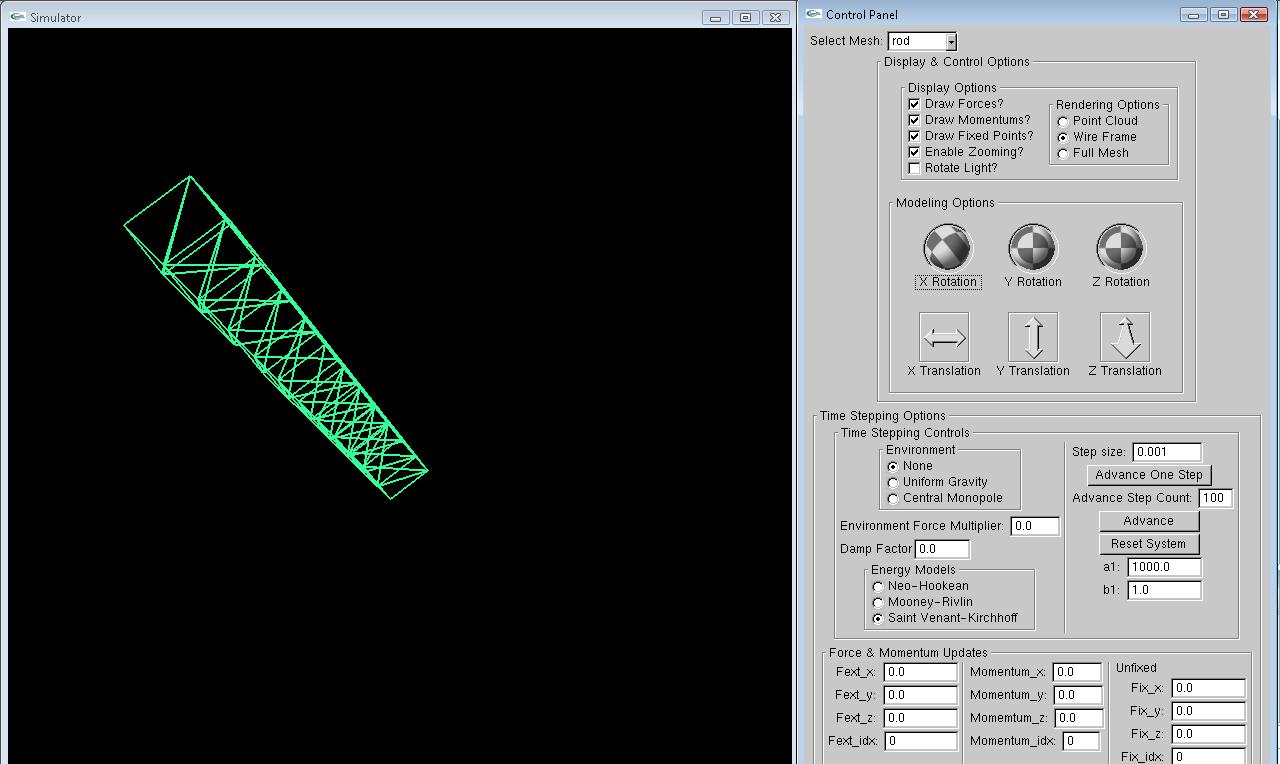 Simulator
Control Panel
Select Mesh: rod
Display & Control Options
Display Options
Draw Forces?
Draw Momentums?
Draw Fixed Points?
Enable Zooming?
Rotate Light?
Rendering Options
Point Cloud
Wire Frame
Full Mesh
Modeling Options
X Rotation Y Rotation Z Rotation
X Translation Y Translation Z Translation
Time Stepping Options
Time Stepping Controls
Environment
None
Uniform Gravity
Central Monopole
Environment Force Multiplier: 0.0
Damp Factor 0.0
Energy Models
Neo-Hookean
Mooney-Rivlin
Saint Venant-Kirchhoff
Step size: 0.001
Advance One Step
Advance Step Count: 100
Advance
Reset System
a1: 1000.0
b1: 1.0
Force & Momentum Updates
Fext_x: 0.0
Fext_y: 0.0
Fext_z: 0.0
Fext_idx: 0
Momentum_x: 0.0
Momentum_y: 0.0
Momemtum_z: 0.0
Momentum_idx: 0
Unfixed
Fix_x: 0.0
Fix_y: 0.0
Fix_z: 0.0
Fix_idx: 0